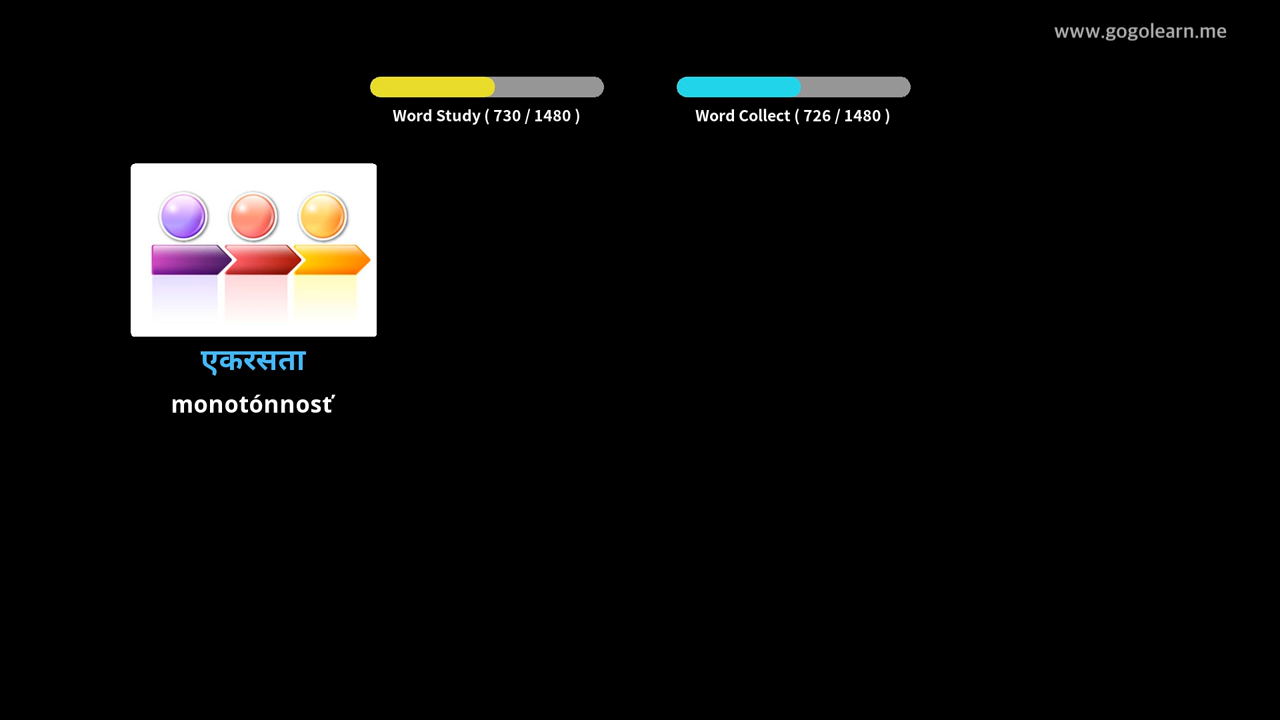 www.gogolearn.me
Word Study ( 730 / 1480 )
Word Collect ( 726 / 1480 )
एकरसता
monotónnosť